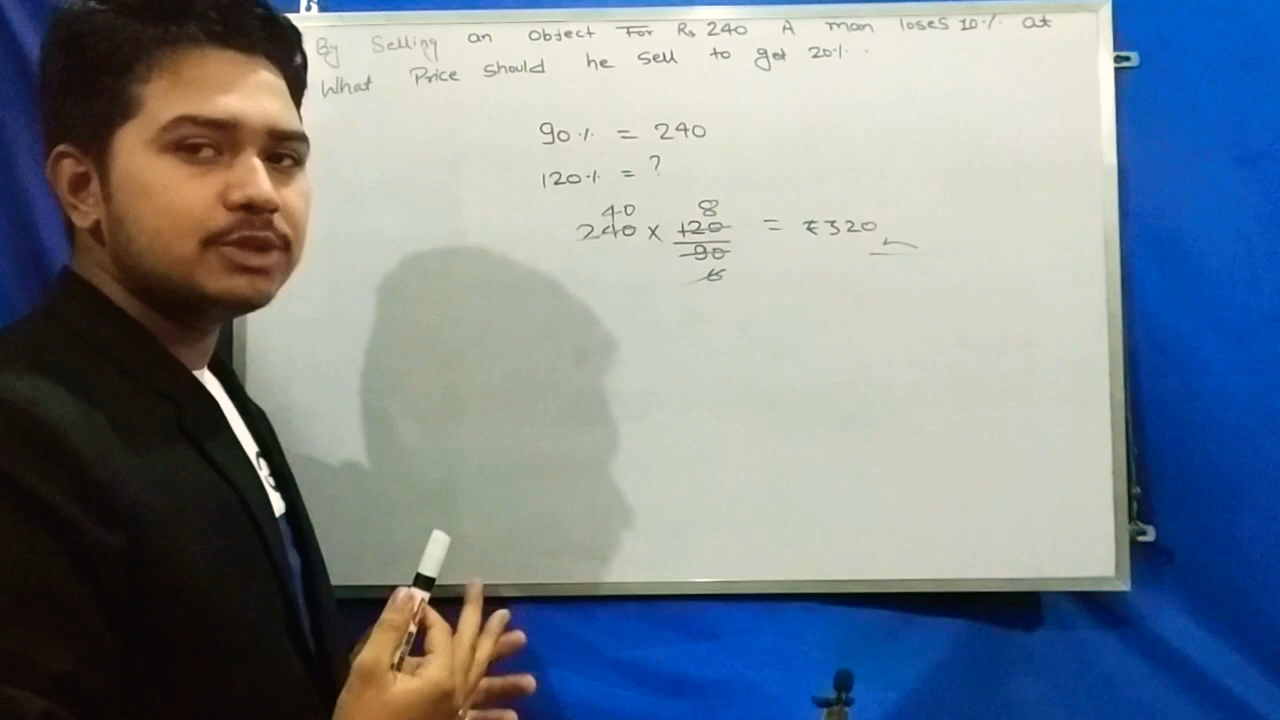 By Selling an Object For Rs 240 A man loses 10% at
What Price should he sell to get 20%.
90% = 240
120% = ?
40 8
240 × 120 = ₹320
90
6